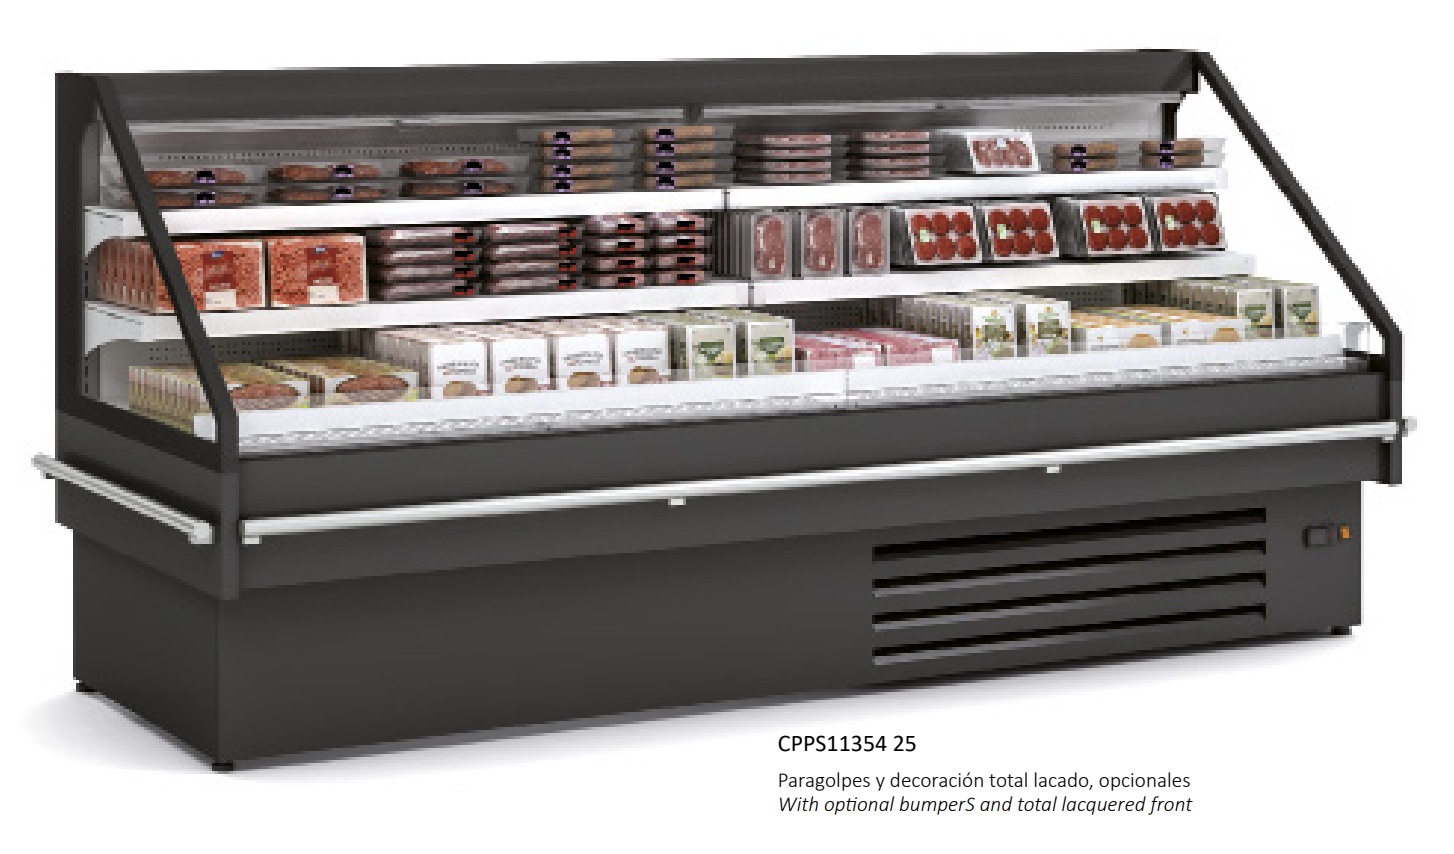 CPPS11354 25
Paragolpes y decoración total lacado, opcionales
With optional bumperS and total lacquered front